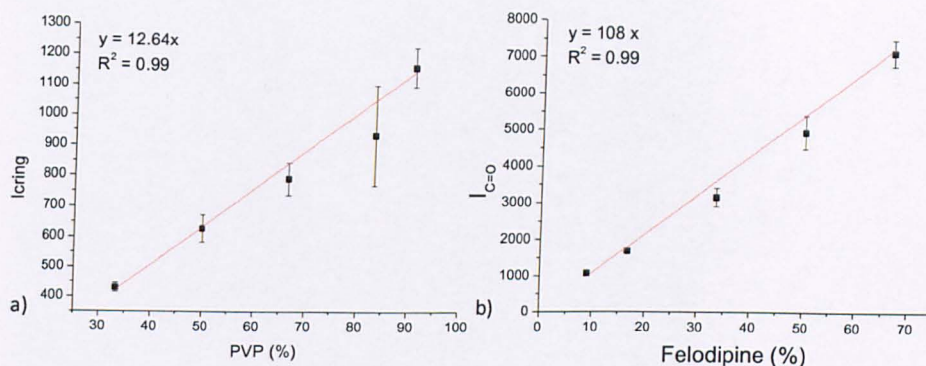 y = 12.64x
R² = 0.99
1300
1200
1100
1000
900
800
700
600
500
400
Icring
30 40 50 60 70 80 90 100
PVP (%)
a)
y = 108 x
R² = 0.99
8000
7000
6000
5000
4000
3000
2000
1000
0
I_{C=O}
0 10 20 30 40 50 60 70
Felodipine (%)
b)